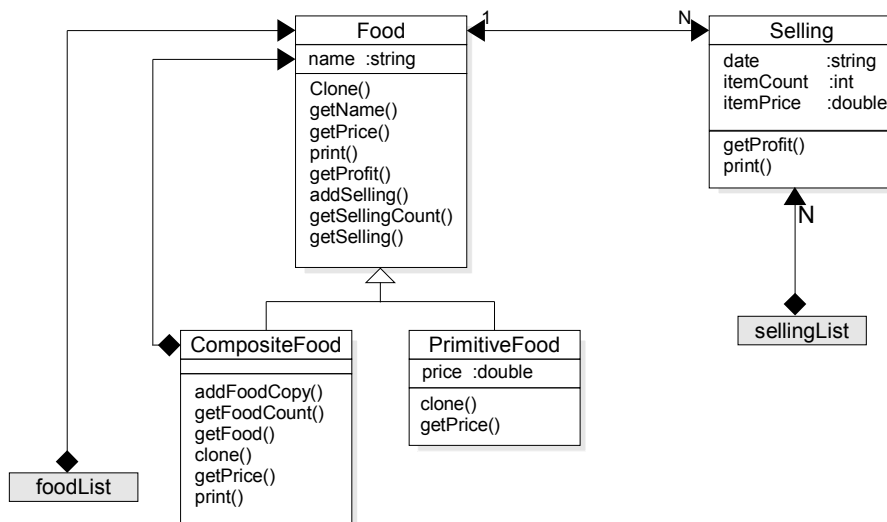 Food
name :string
Clone()
getName()
getPrice()
print()
getProfit()
addSelling()
getSellingCount()
getSelling()
1
N
Selling
date :string
itemCount :int
itemPrice :double
getProfit()
print()
N
sellingList
CompositeFood
addFoodCopy()
getFoodCount()
getFood()
clone()
getPrice()
print()
PrimitiveFood
price :double
clone()
getPrice()
foodList